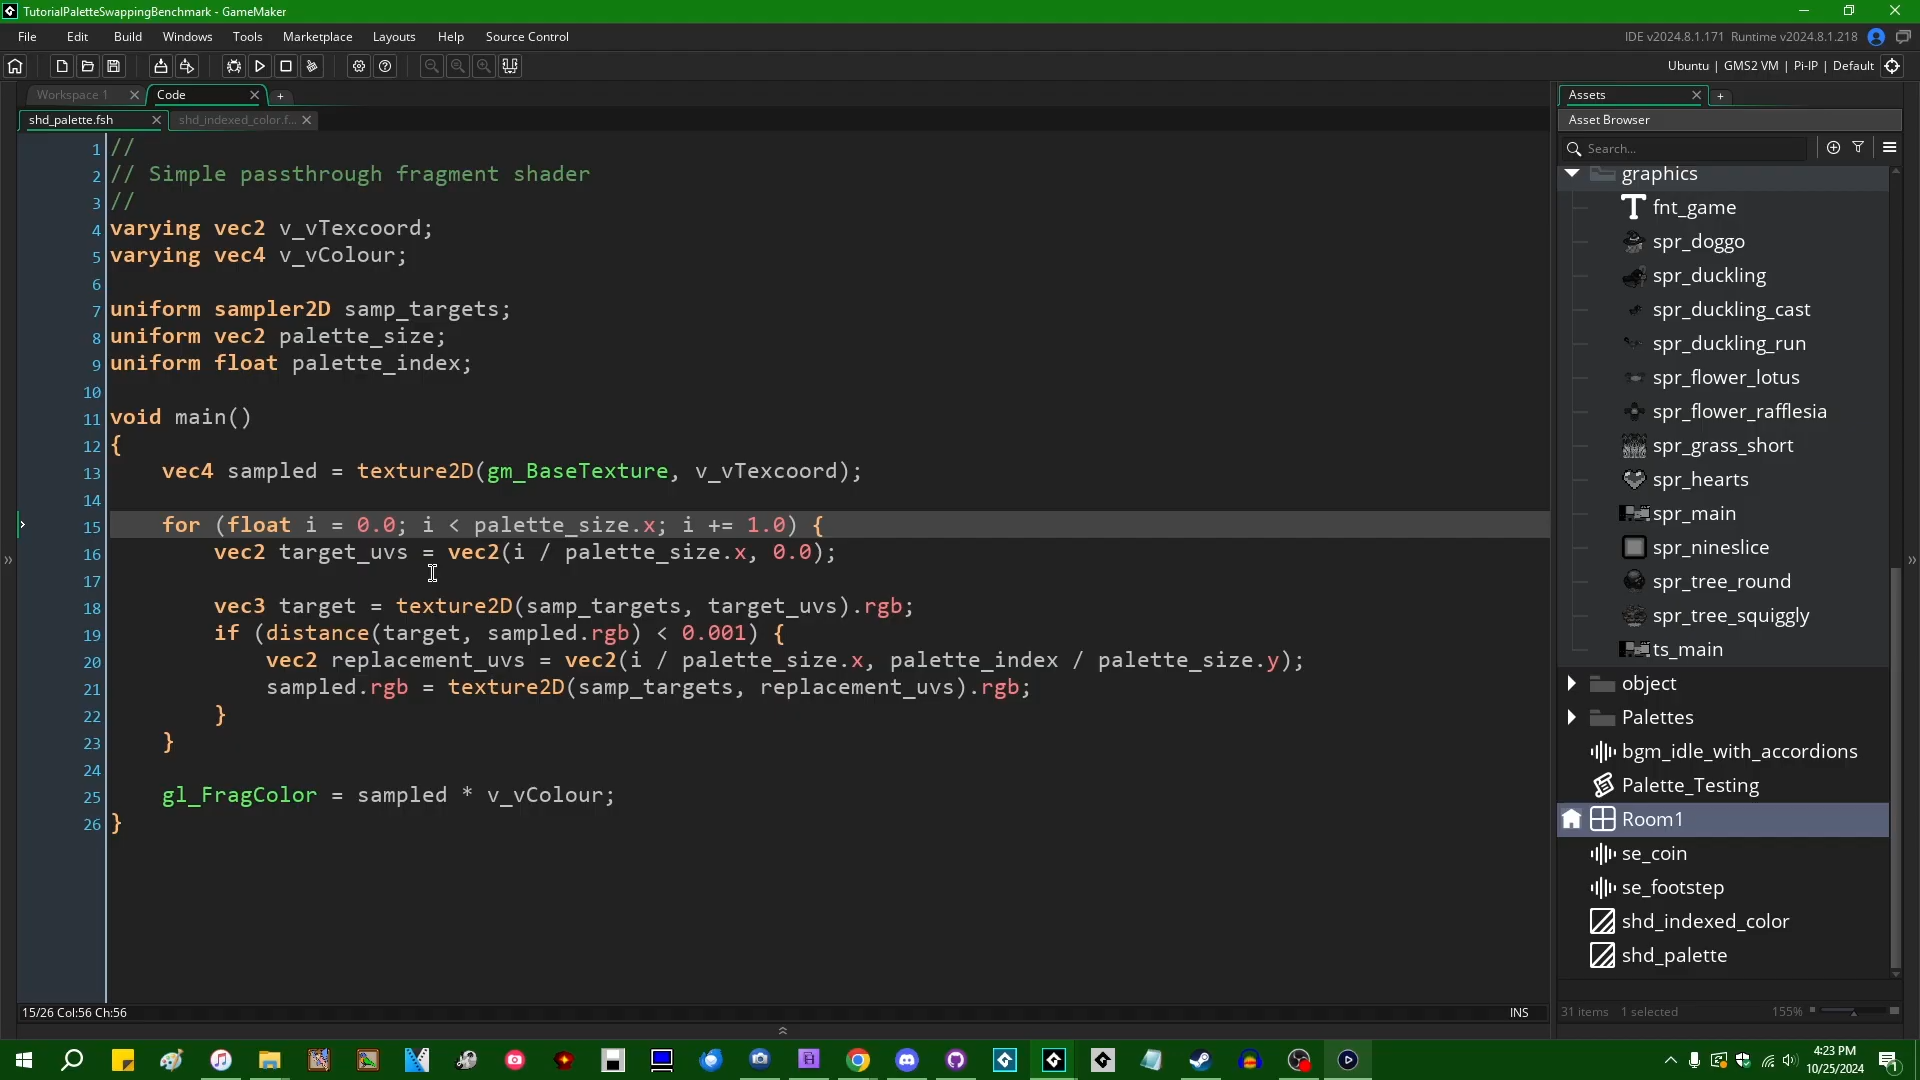 TutorialPaletteSwappingBenchmark - GameMaker
File Edit Build Windows Tools Marketplace Layouts Help Source Control
IDE v2024.8.1.171 Runtime v2024.8.1.218
Ubuntu | GMS2 VM | Pi-IP | Default
Workspace 1 Code
shd_palette.fsh shd_indexed_color.f...
1 //
2 // Simple passthrough fragment shader
3 //
4 varying vec2 v_vTexcoord;
5 varying vec4 v_vColour;
6
7 uniform sampler2D samp_targets;
8 uniform vec2 palette_size;
9 uniform float palette_index;
10
11 void main()
12 {
13 vec4 sampled = texture2D(gm_BaseTexture, v_vTexcoord);
14
15 for (float i = 0.0; i < palette_size.x; i += 1.0) {
16 vec2 target_uvs = vec2(i / palette_size.x, 0.0);
17
18 vec3 target = texture2D(samp_targets, target_uvs).rgb;
19 if (distance(target, sampled.rgb) < 0.001) {
20 vec2 replacement_uvs = vec2(i / palette_size.x, palette_index / palette_size.y);
21 sampled.rgb = texture2D(samp_targets, replacement_uvs).rgb;
22 }
23 }
24
25 gl_FragColor = sampled * v_vColour;
26 }
15/26 Col:56 Ch:56
INS
Assets
Asset Browser
Search...
graphics
fnt_game
spr_doggo
spr_duckling
spr_duckling_cast
spr_duckling_run
spr_flower_lotus
spr_flower_rafflesia
spr_grass_short
spr_hearts
spr_main
spr_nineslice
spr_tree_round
spr_tree_squiggly
ts_main
object
Palettes
bgm_idle_with_accordions
Palette_Testing
Room1
se_coin
se_footstep
shd_indexed_color
shd_palette
31 items 1 selected 155%
4:23 PM
10/25/2024